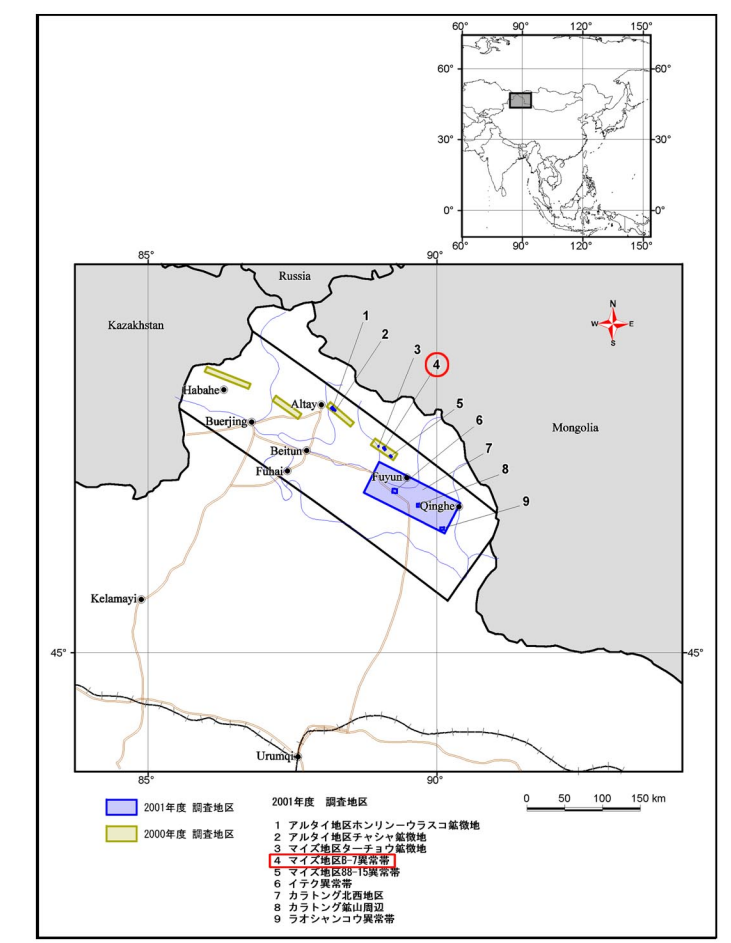 60° 90° 120° 150°
60° 60°
30° 30°
0° 0°
60° 90° 120° 150°
85° 90°
Russia
Kazakhstan
N
W E
S
1
2
3
4
5
6
7
8
9
Habahe
Altay
Buerjing
Mongolia
Beitun
Fuhai
Fuyun
Qinghe
Kelamayi
45° 45°
Urumqi
85° 90°
2001年度 調査地区
2000年度 調査地区
0 50 100 150 km
2001年度 調査地区
1 アルタイ地区ホンリンーウラスコ鉱徴地
2 アルタイ地区チャシャ鉱徴地
3 マイズ地区ターチョウ鉱徴地
4 マイズ地区B-7異常帯
5 マイズ地区88-15異常帯
6 イテク異常帯
7 カラトング北西地区
8 カラトング鉱山周辺
9 ラオシャンコウ異常帯